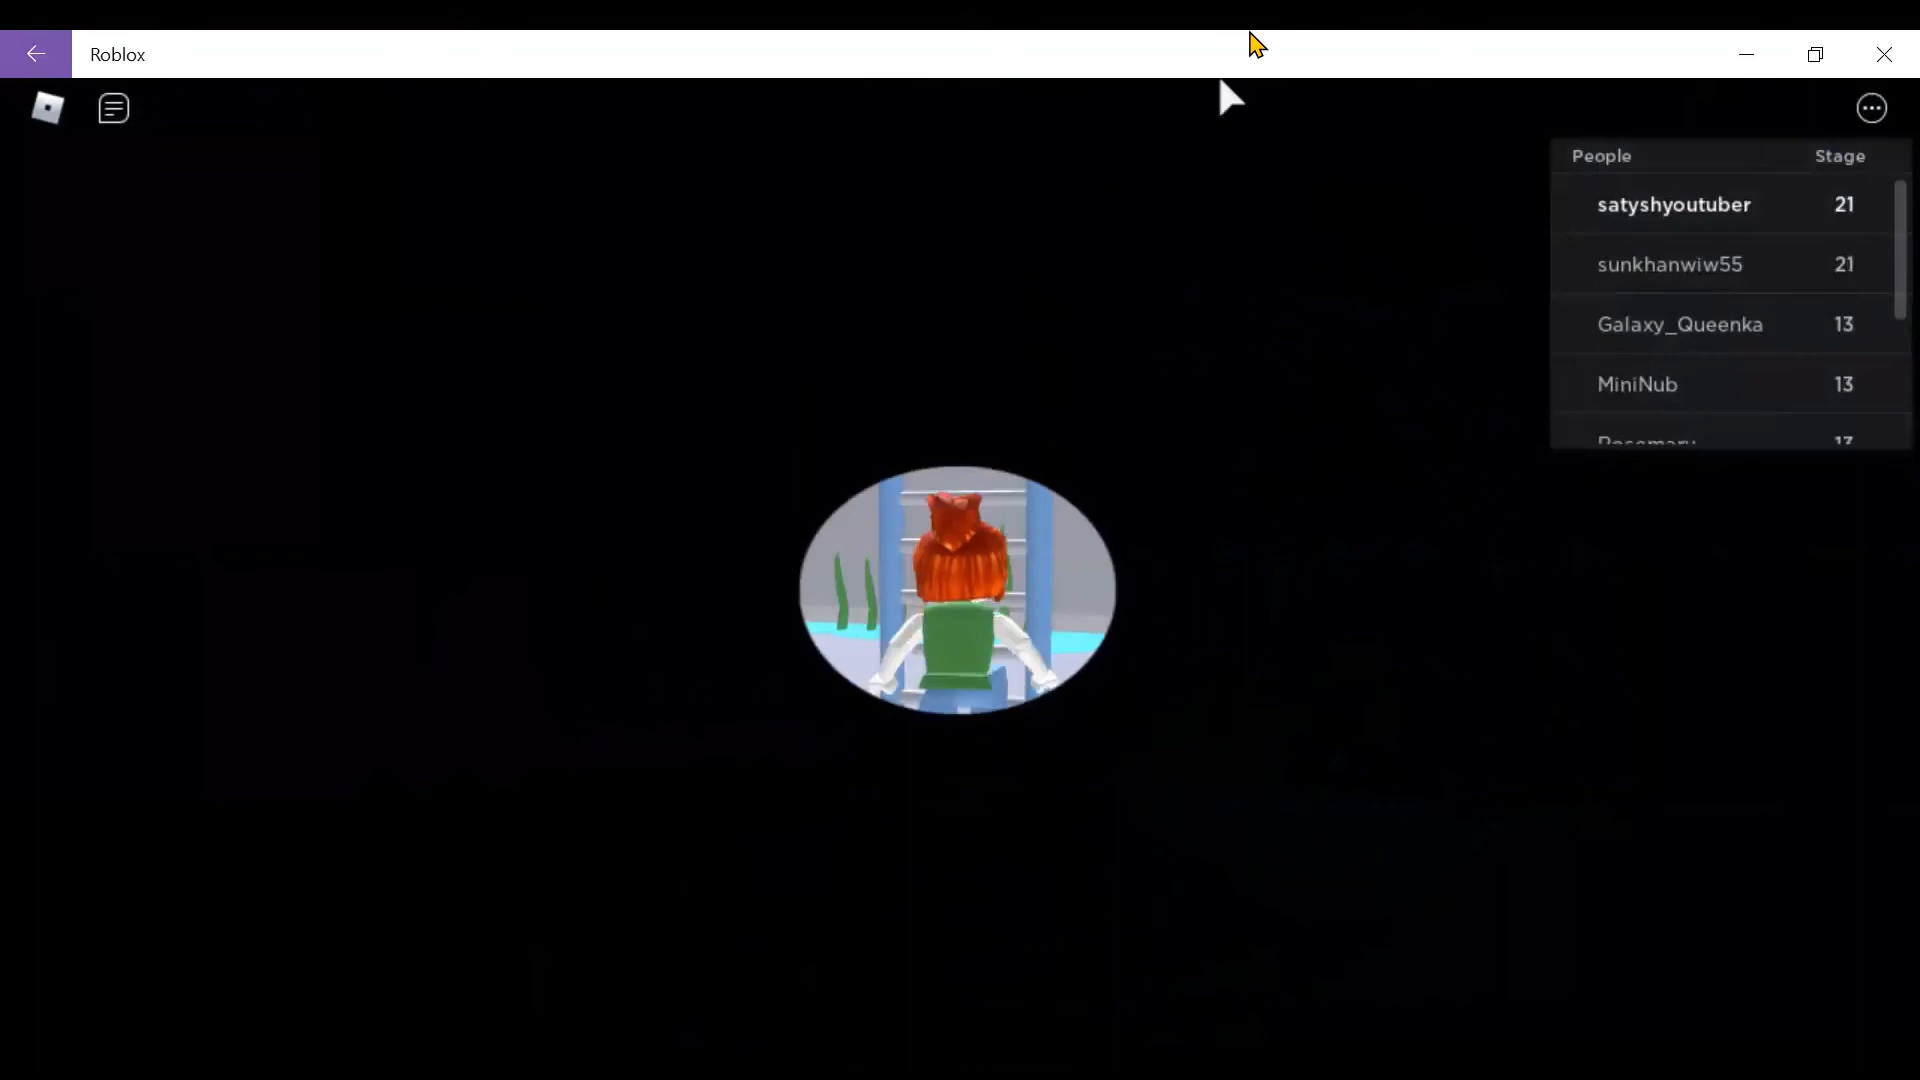 Roblox
People Stage
satyshyoutuber 21
sunkhanwiw55 21
Galaxy_Queenka 13
MiniNub 13